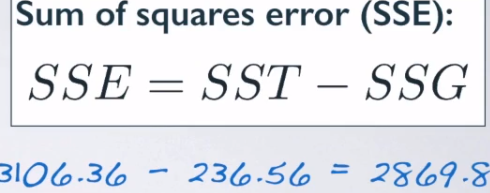 Sum of squares error (SSE):
SSE = SST − SSG
3106.36 - 236.56 = 2869.8